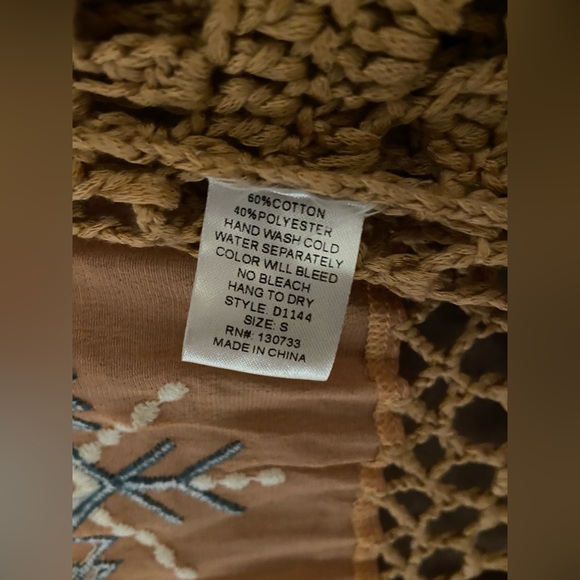 60%COTTON
40%POLYESTER
HAND WASH COLD
WATER SEPARATELY
COLOR WILL BLEED
NO BLEACH
HANG TO DRY
STYLE: D1144
SIZE: S
RN#: 130733
MADE IN CHINA